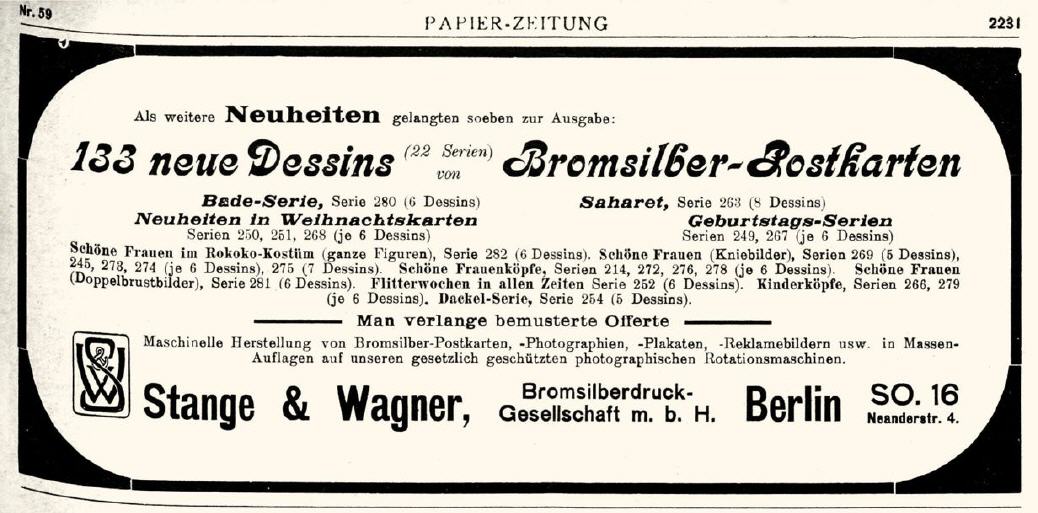 Nr. 59
PAPIER-ZEITUNG
2231
Als weitere Neuheiten gelangten soeben zur Ausgabe:
133 neue Dessins (22 Serien) von Bromsilber-Postkarten
Bade-Serie, Serie 280 (6 Dessins)
Saharet, Serie 263 (8 Dessins)
Neuheiten in Weihnachtskarten
Geburtstags-Serien
Serien 250, 251, 268 (je 6 Dessins)
Serien 249, 267 (je 6 Dessins)
Schöne Frauen im Rokoko-Kostüm (ganze Figuren), Serie 282 (6 Dessins). Schöne Frauen (Kniebilder), Serien 269 (5 Dessins),
245, 273, 274 (je 6 Dessins), 275 (7 Dessins). Schöne Frauenköpfe, Serien 214, 272, 276, 278 (je 6 Dessins). Schöne Frauen
(Doppelbrustbilder), Serie 281 (6 Dessins). Flitterwochen in allen Zeiten Serie 252 (6 Dessins). Kinderköpfe, Serien 266, 279
(je 6 Dessins). Dackel-Serie, Serie 254 (5 Dessins).
Man verlange bemusterte Offerte
Maschinelle Herstellung von Bromsilber-Postkarten, -Photographien, -Plakaten, -Reklamebildern usw. in Massen-
Auflagen auf unseren gesetzlich geschützten photographischen Rotationsmaschinen.
S & W
Stange & Wagner, Bromsilberdruck-Gesellschaft m. b. H. Berlin SO. 16
Neanderstr. 4.